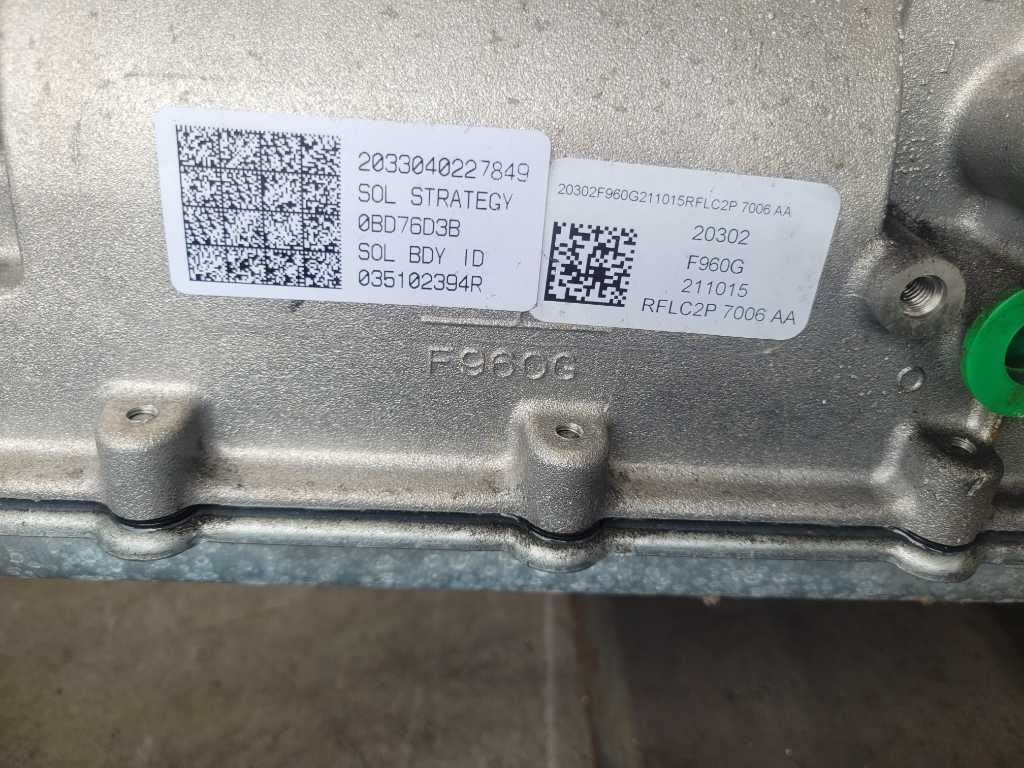 2033040227849
SOL STRATEGY
0BD76D3B
SOL BDY ID
035102394R
20302F960G211015RFLC2P 7006 AA
20302
F960G
211015
RFLC2P 7006 AA
F960G